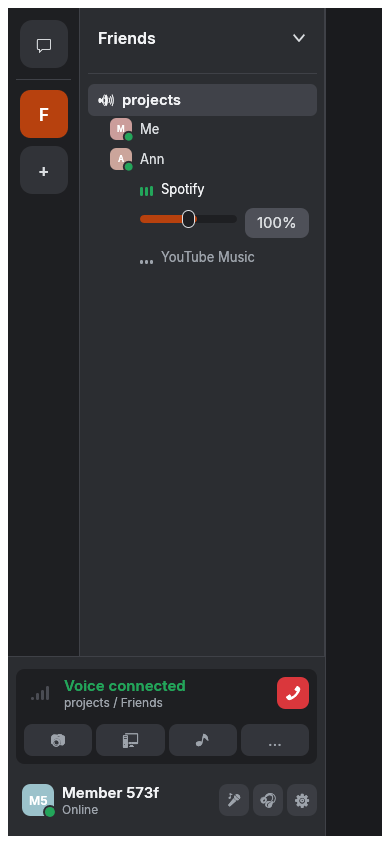 Friends
F
+
projects
M
Me
A
Ann
Spotify
100%
YouTube Music
Voice connected
projects / Friends
...
M5
Member 573f
Online